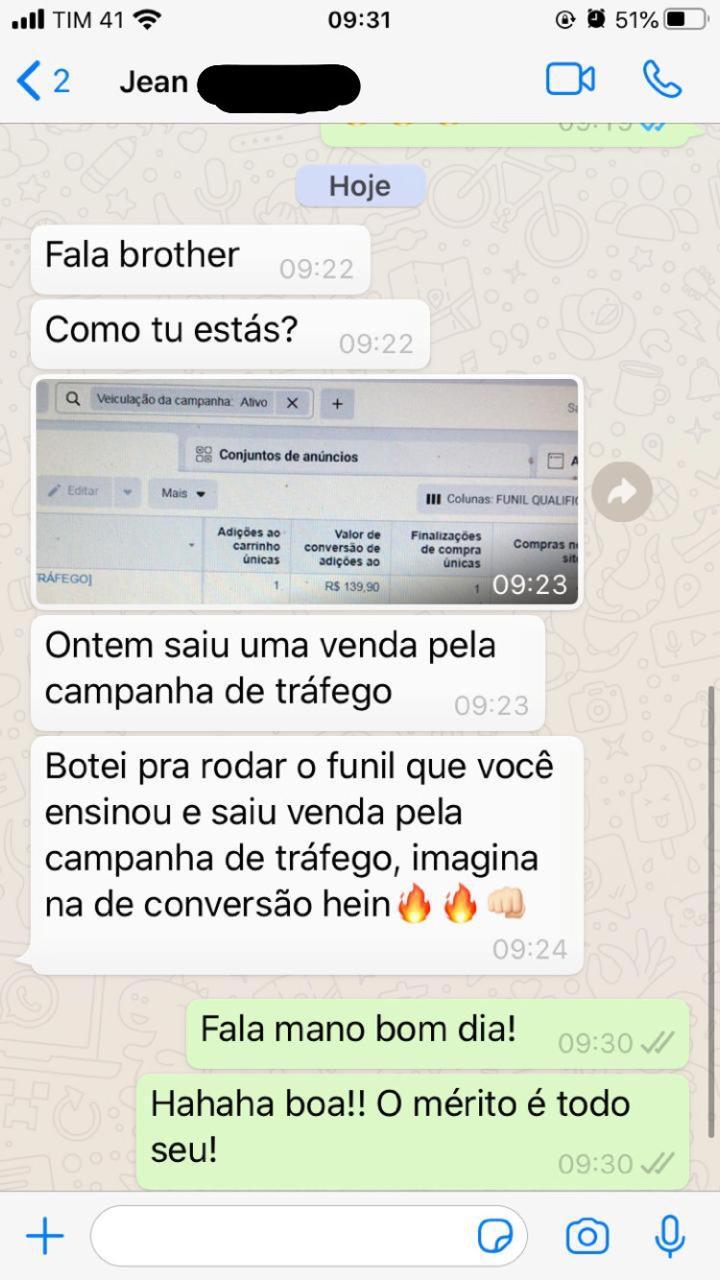 TIM 41
09:31
51%
2
Jean
09:19
Hoje
Fala brother 09:22
Como tu estás? 09:22
Veiculação da campanha: Ativo X +
Conjuntos de anúncios
Editar
Mais
Colunas: FUNIL QUALIFI
Adições ao carrinho únicas
Valor de conversão de adições ao
Finalizações de compra únicas
Compras n sit
RÁFEGO]
1
R$ 139,90
1
09:23
Ontem saiu uma venda pela
campanha de tráfego 09:23
Botei pra rodar o funil que você
ensinou e saiu venda pela
campanha de tráfego, imagina
na de conversão hein🔥🔥👊🏻
09:24
Fala mano bom dia! 09:30
Hahaha boa!! O mérito é todo
seu! 09:30